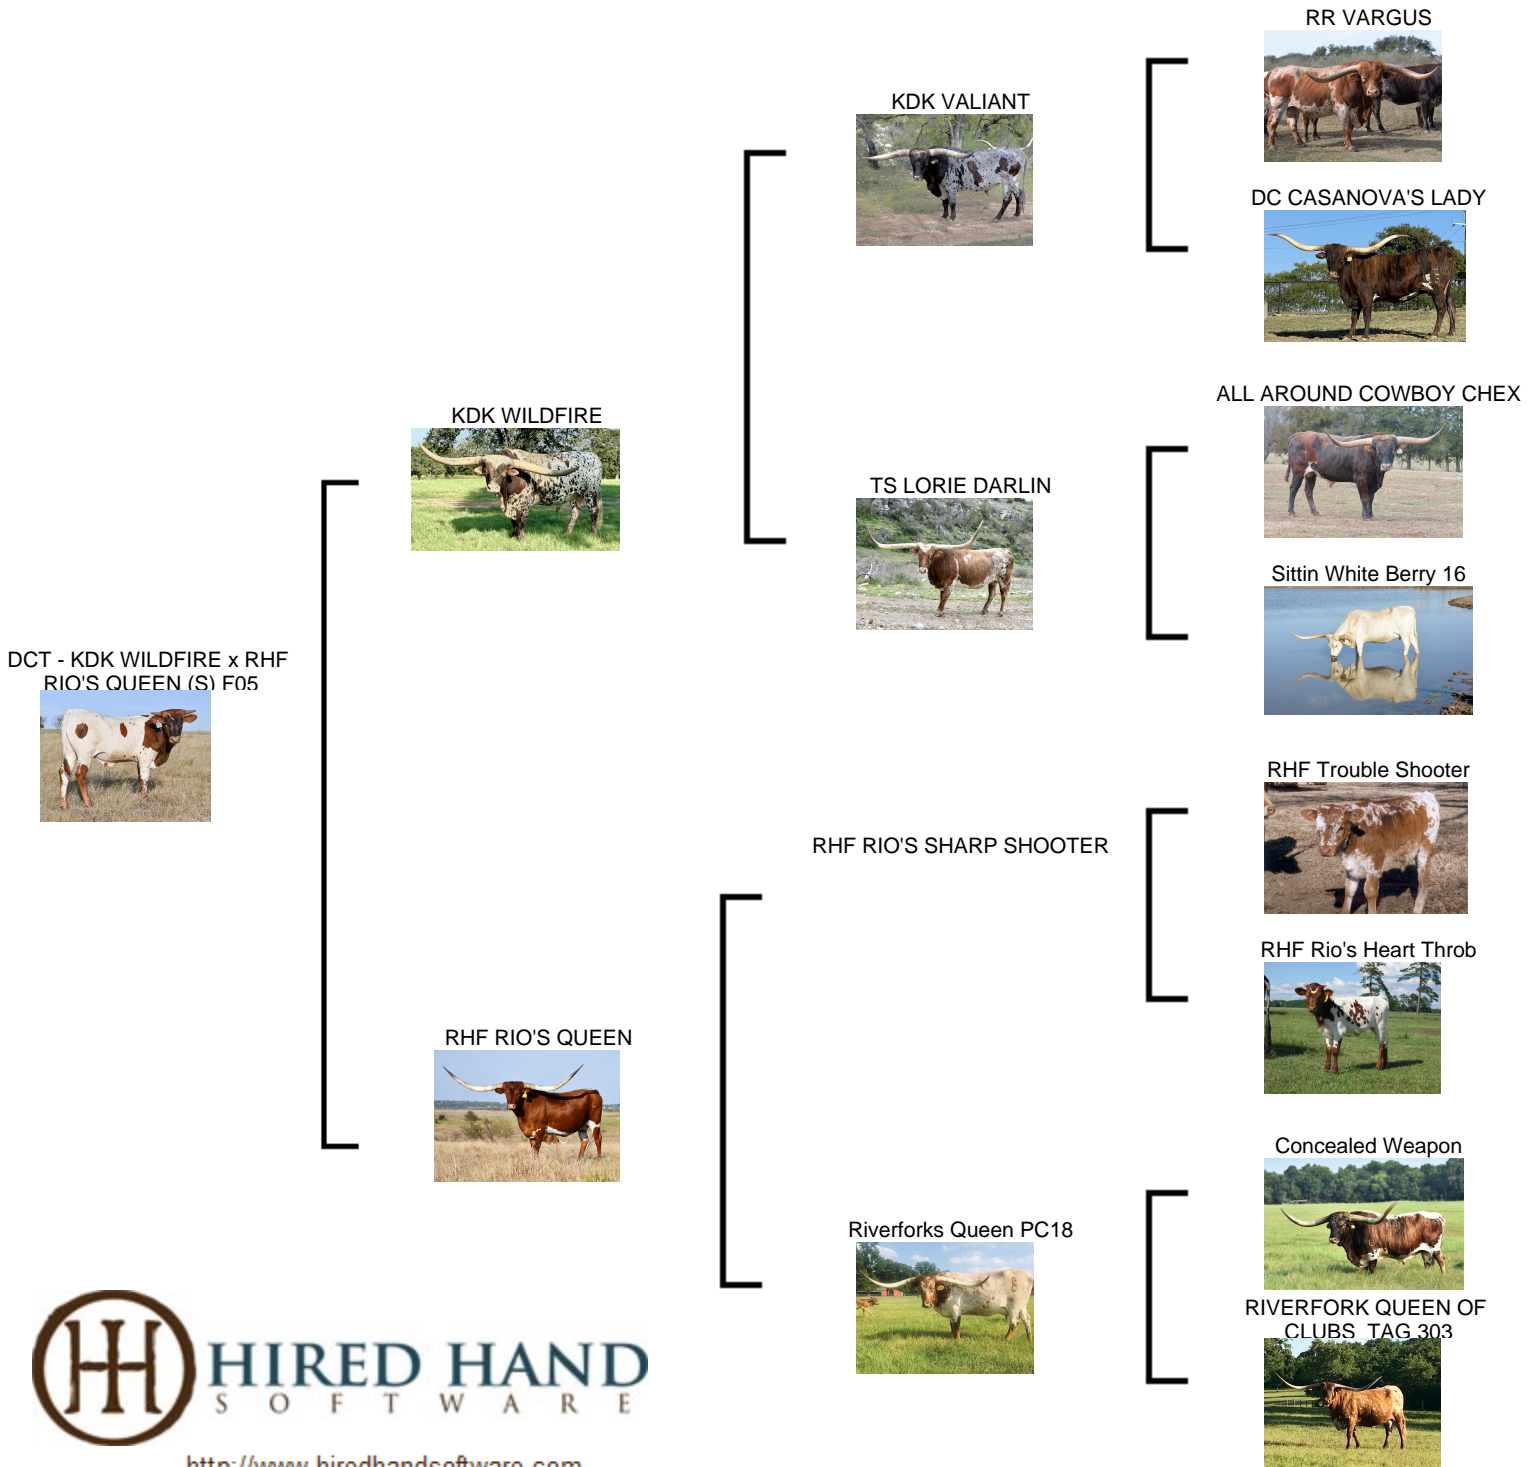 RR VARGUS
KDK VALIANT
DC CASANOVA'S LADY
KDK WILDFIRE
ALL AROUND COWBOY CHEX
TS LORIE DARLIN
Sittin White Berry 16
DCT - KDK WILDFIRE x RHF
RIO'S QUEEN (S) F05
RHF Trouble Shooter
RHF RIO'S SHARP SHOOTER
RHF Rio's Heart Throb
RHF RIO'S QUEEN
Concealed Weapon
Riverforks Queen PC18
RIVERFORK QUEEN OF
CLUBS TAG 303
HIRED HAND
SOFTWARE
http://www.hiredhandsoftware.com